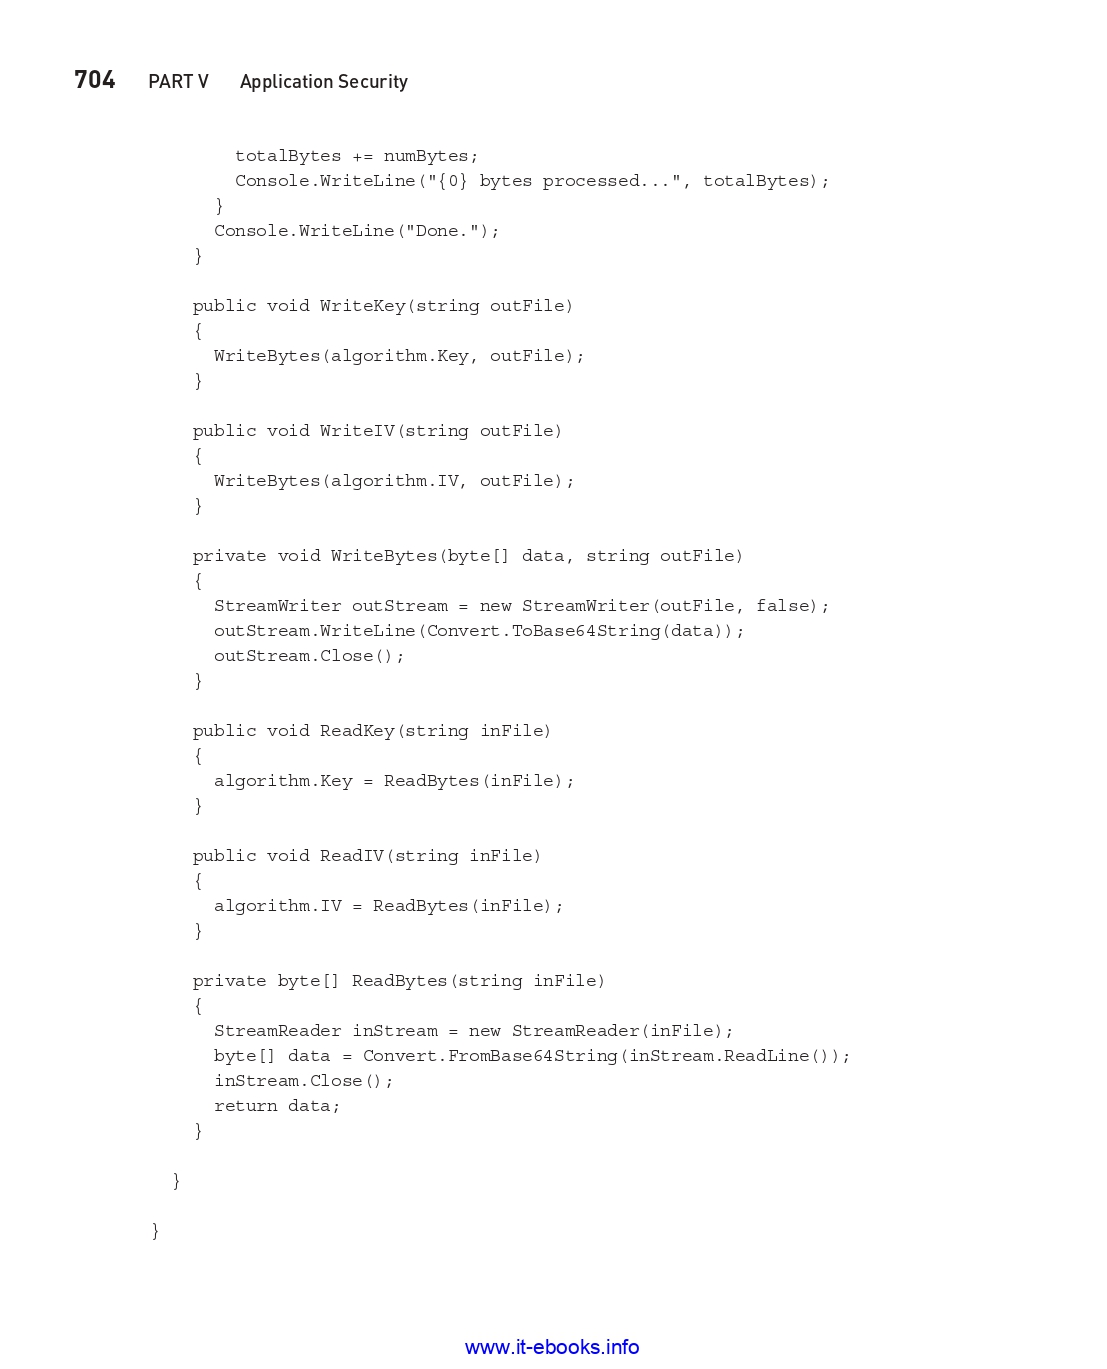 704 PART V Application Security
totalBytes += numBytes;
Console.WriteLine("{0} bytes processed...", totalBytes);
}
Console.WriteLine("Done.");
}
public void WriteKey(string outFile)
{
WriteBytes(algorithm.Key, outFile);
}
public void WriteIV(string outFile)
{
WriteBytes(algorithm.IV, outFile);
}
private void WriteBytes(byte[] data, string outFile)
{
StreamWriter outStream = new StreamWriter(outFile, false);
outStream.WriteLine(Convert.ToBase64String(data));
outStream.Close();
}
public void ReadKey(string inFile)
{
algorithm.Key = ReadBytes(inFile);
}
public void ReadIV(string inFile)
{
algorithm.IV = ReadBytes(inFile);
}
private byte[] ReadBytes(string inFile)
{
StreamReader inStream = new StreamReader(inFile);
byte[] data = Convert.FromBase64String(inStream.ReadLine());
inStream.Close();
return data;
}
}
}
www.it-ebooks.info